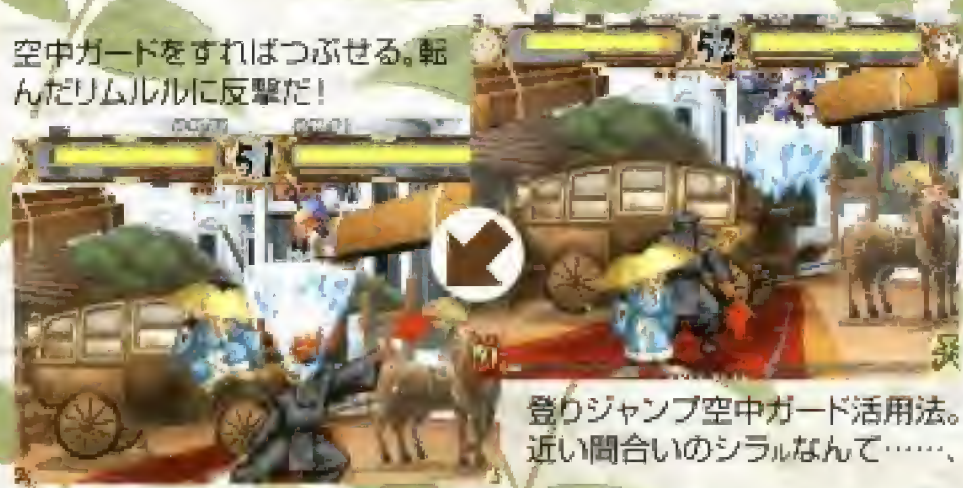 空中ガードをすればつぶせる。転
んだリムルルに反撃だ！
52
51
登りジャンプ空中ガード活用法。
近い間合いのシラルなんて……、